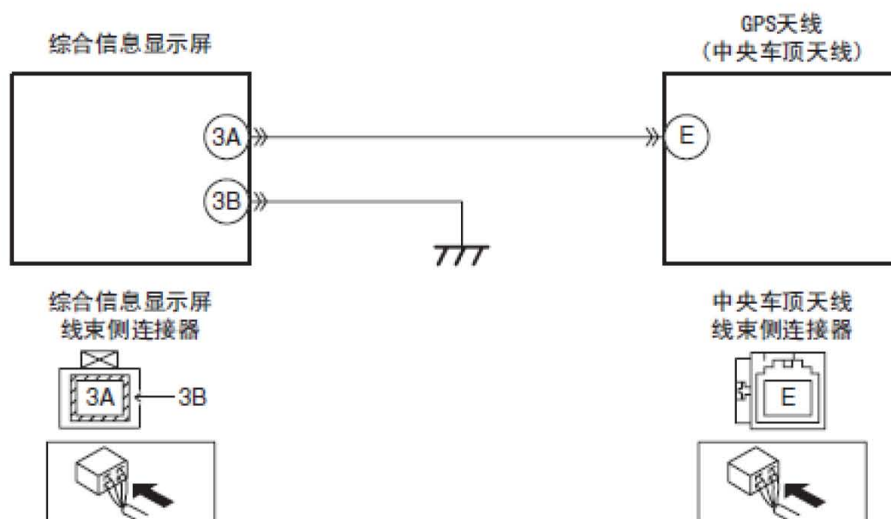 综合信息显示屏
GPS天线
(中央车顶天线)
3A
E
3B
综合信息显示屏
线束侧连接器
中央车顶天线
线束侧连接器
3A
3B
E